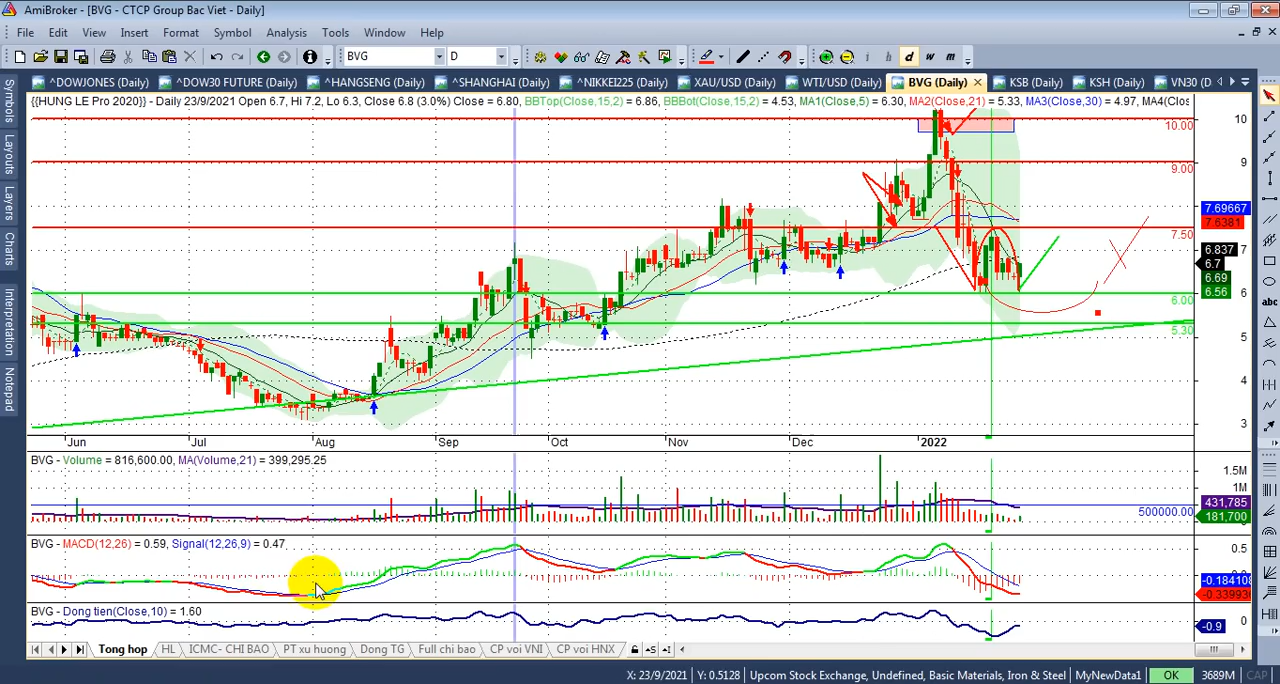 AmiBroker - [BVG - CTCP Group Bac Viet - Daily]
File Edit View Insert Format Symbol Analysis Tools Window Help
BVG D i h d w m
^DOWJONES (Daily) ^DOW30 FUTURE (Daily) ^HANGSENG (Daily) ^SHANGHAI (Daily) ^NIKKEI225 (Daily) XAU/USD (Daily) WTI/USD (Daily) BVG (Daily) KSB (Daily) KSH (Daily) VN30 (D
Symbols
Layouts
Layers
Charts
Interpretation
Notepad
{{HUNG LE Pro 2020}} - Daily 23/9/2021 Open 6.7, Hi 7.2, Lo 6.3, Close 6.8 (3.0%) Close = 6.80, BBTop(Close,15,2) = 6.86, BBBot(Close,15,2) = 4.53, MA1(Close,5) = 6.30, MA2(Close,21) = 5.33, MA3(Close,30) = 4.97, MA4(Clos
10
10.00
9
9.00
7.69667
7.6381
7.50
7
6.837
6.7
6.69
6.56
6
6.00
5.30
5
4
3
Jun Jul Aug Sep Oct Nov Dec 2022
BVG - Volume = 816,600.00, MA(Volume,21) = 399,295.25
1.5M
1M
431,785
500000.00
181,700
BVG - MACD(12,26) = 0.59, Signal(12,26,9) = 0.47
0.5
-0.184108
-0.339993
BVG - Dong tien(Close,10) = 1.60
0
-0.9
Tong hop HL ICMC- CHI BAO PT xu huong Dong TG Full chi bao CP voi VNI CP voi HNX
X: 23/9/2021 Y: 0.5128 Upcom Stock Exchange, Undefined, Basic Materials, Iron & Steel MyNewData1 OK 3689M CAP